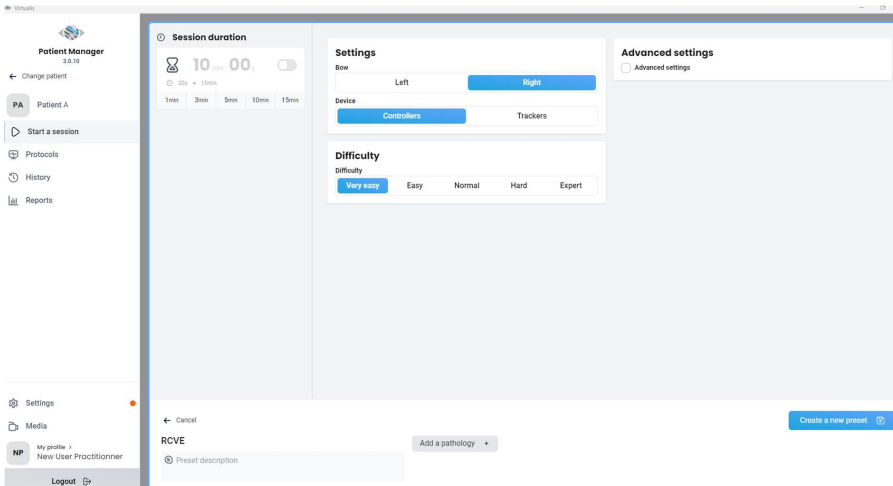 Virtualis
Patient Manager
3.0.10
Change patient
PA Patient A
Start a session
Protocols
History
Reports
Settings
Media
NP My profile >
New User Practitionner
Logout
Session duration
10 min 00 s
30s → 15min
1min 3min 5min 10min 15min
Settings
Bow
Left Right
Device
Controllers Trackers
Difficulty
Difficulty
Very easy Easy Normal Hard Expert
Advanced settings
Advanced settings
Cancel
Create a new preset
RCVE
Add a pathology +
Preset description